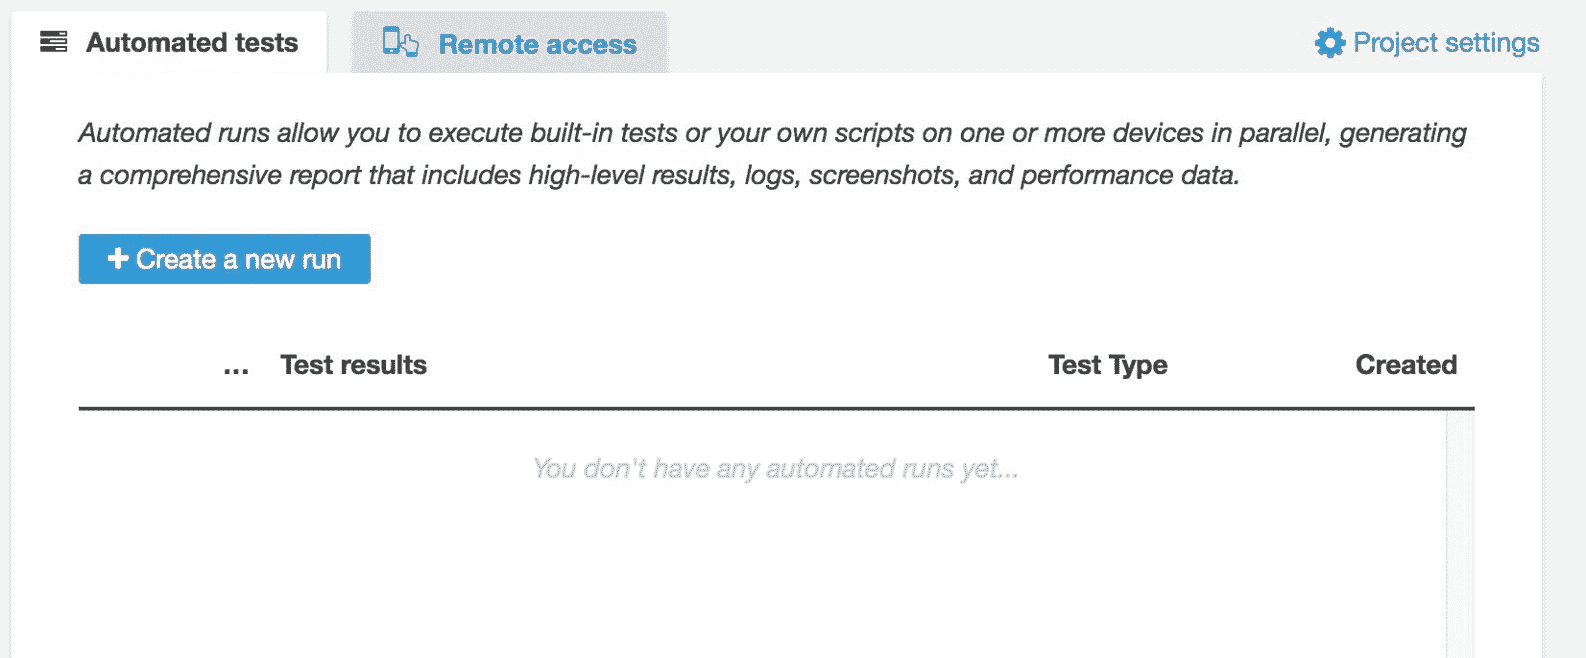 Automated tests
Remote access
Project settings
Automated runs allow you to execute built-in tests or your own scripts on one or more devices in parallel, generating
a comprehensive report that includes high-level results, logs, screenshots, and performance data.
+ Create a new run
... Test results Test Type Created
You don't have any automated runs yet...